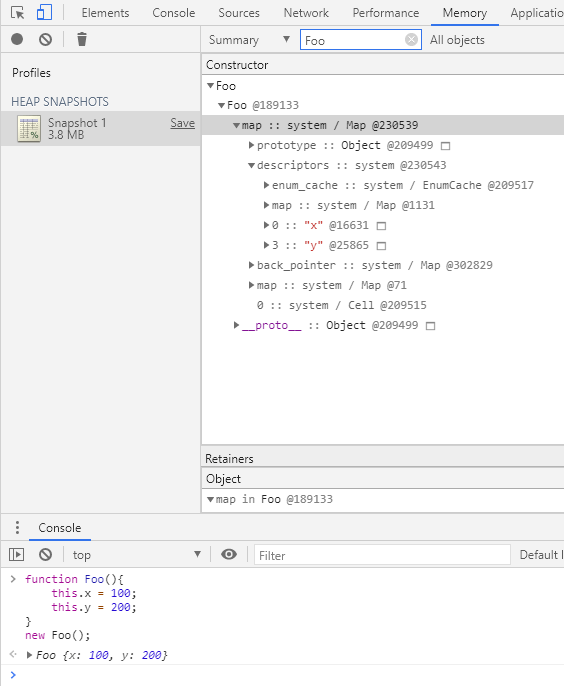 Elements Console Sources Network Performance Memory Applicatio
Summary ▼ Foo All objects
Profiles
HEAP SNAPSHOTS
Snapshot 1 Save
3.8 MB
Constructor
▼Foo
▼Foo @189133
▼map :: system / Map @230539
▶prototype :: Object @209499
▼descriptors :: system @230543
▶enum_cache :: system / EnumCache @209517
▶map :: system / Map @1131
▶0 :: "x" @16631
▶3 :: "y" @25865
▶back_pointer :: system / Map @302829
▶map :: system / Map @71
0 :: system / Cell @209515
▶__proto__ :: Object @209499
Retainers
Object
▼map in Foo @189133
Console
top ▼ Filter Default l
> function Foo(){
this.x = 100;
this.y = 200;
}
new Foo();
▶Foo {x: 100, y: 200}
>